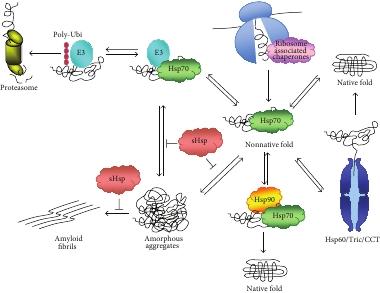 Poly-Ubi
E3
E3
Hsp70
Ribosome
associated
chaperones
Proteasome
Native fold
Hsp70
sHsp
Nonnative fold
sHsp
Hsp90
Hsp70
Amyloid
fibrils
Amorphous
aggregates
Hsp60/Tric/CCT
Native fold